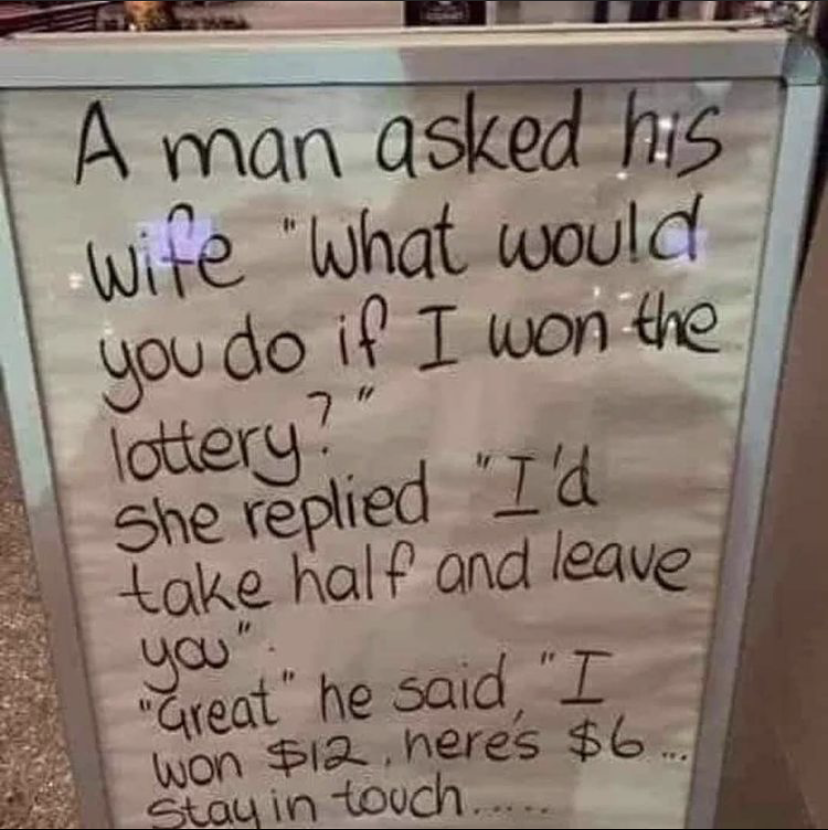 A man asked his
wife "What would
you do if I won the
lottery?"
She replied "I'd
take half and leave
you".
"Great" he said, "I
won $12, heres $6...
Stay in touch.....